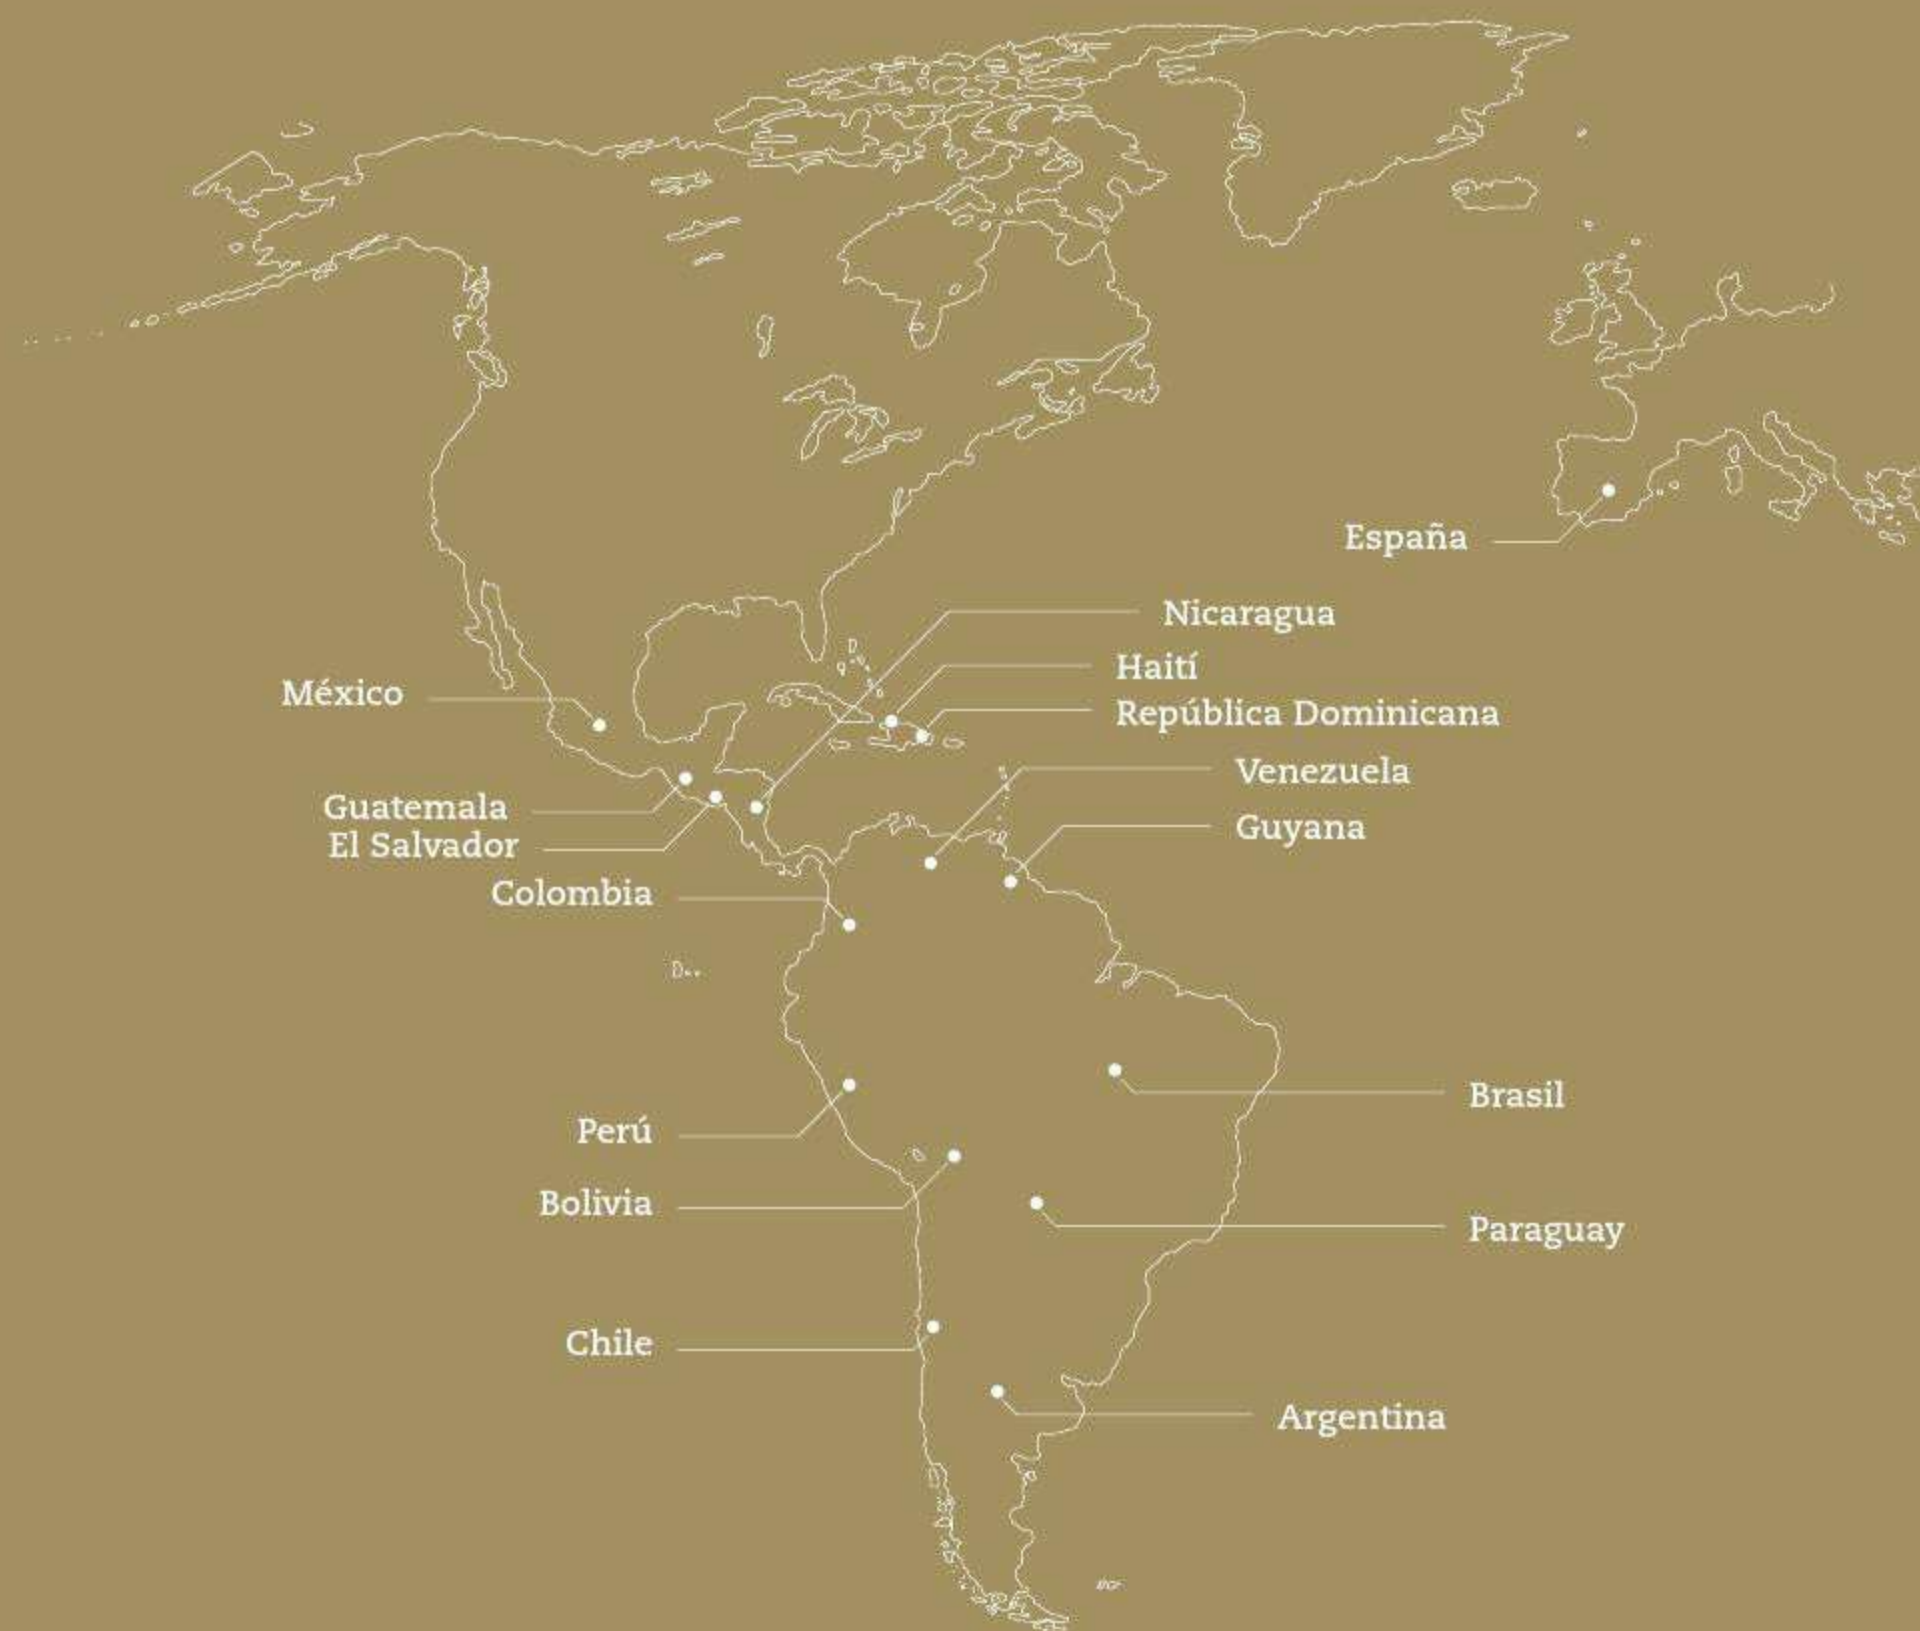 España
Nicaragua
Haití
México
República Dominicana
Venezuela
Guatemala
Guyana
El Salvador
Colombia
Brasil
Perú
Bolivia
Paraguay
Chile
Argentina